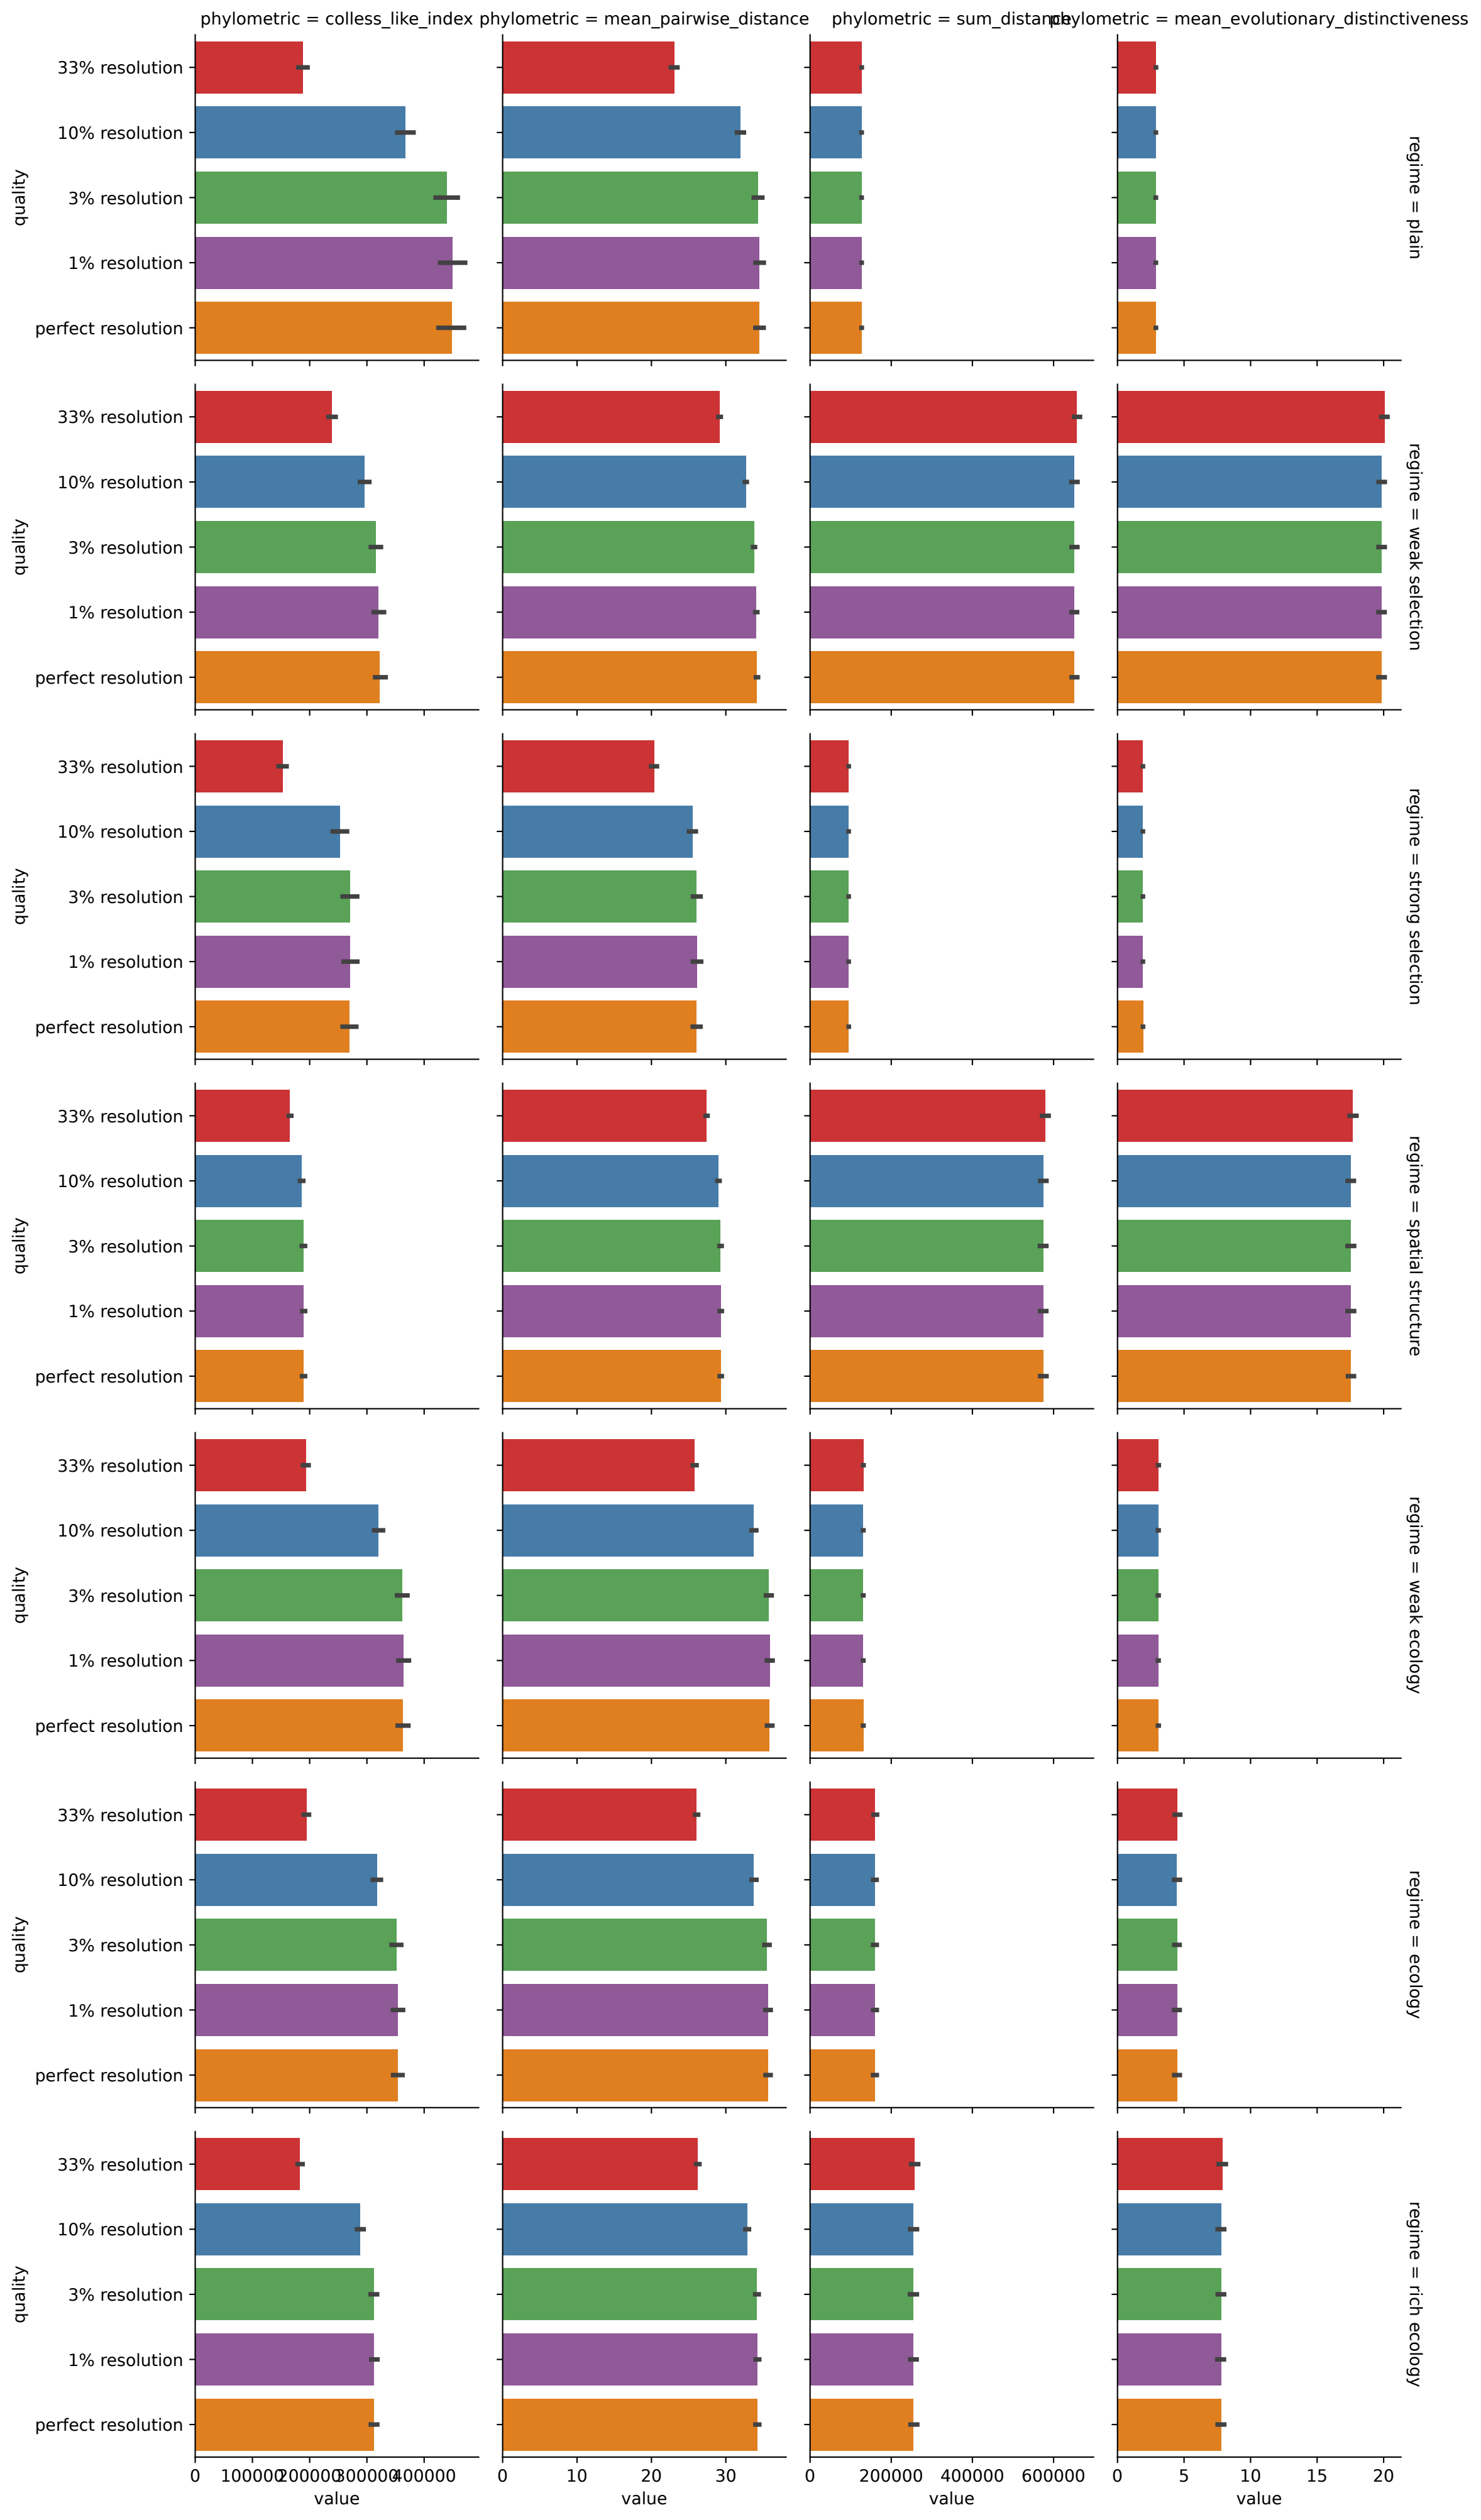 phylometric = colless_like_index
phylometric = mean_pairwise_distance
phylometric = sum_distance
phylometric = mean_evolutionary_distinctiveness
33% resolution
10% resolution
3% resolution
1% resolution
perfect resolution
quality
regime = plain
33% resolution
10% resolution
3% resolution
1% resolution
perfect resolution
quality
regime = weak selection
33% resolution
10% resolution
3% resolution
1% resolution
perfect resolution
quality
regime = strong selection
33% resolution
10% resolution
3% resolution
1% resolution
perfect resolution
quality
regime = spatial structure
33% resolution
10% resolution
3% resolution
1% resolution
perfect resolution
quality
regime = weak ecology
33% resolution
10% resolution
3% resolution
1% resolution
perfect resolution
quality
regime = ecology
33% resolution
10% resolution
3% resolution
1% resolution
perfect resolution
quality
regime = rich ecology
0 100000 200000 300000 400000
value
0 10 20 30
value
0 200000 400000 600000
value
0 5 10 15 20
value